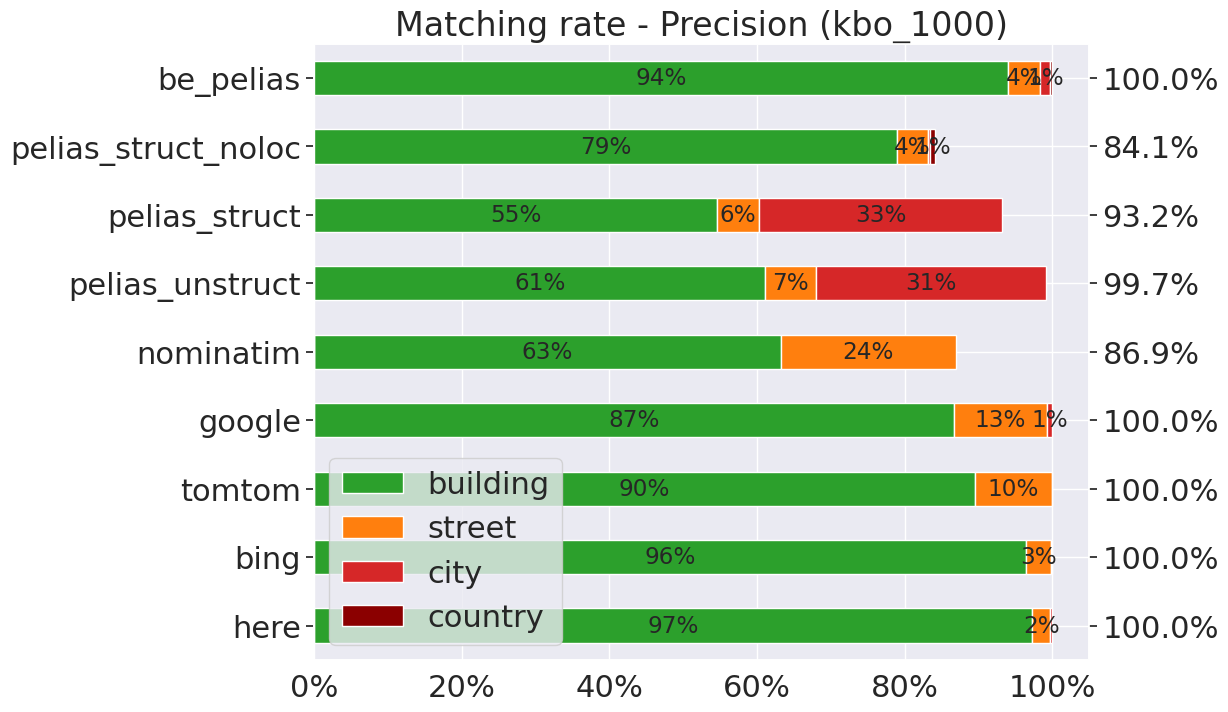 Matching rate - Precision (kbo_1000)
be_pelias 94% 4% 1% 100.0%
pelias_struct_noloc 79% 4% 1% 84.1%
pelias_struct 55% 6% 33% 93.2%
pelias_unstruct 61% 7% 31% 99.7%
nominatim 63% 24% 86.9%
google 87% 13% 1% 100.0%
tomtom 90% 10% 100.0%
bing 96% 3% 100.0%
here 97% 2% 100.0%
building
street
city
country
0% 20% 40% 60% 80% 100%